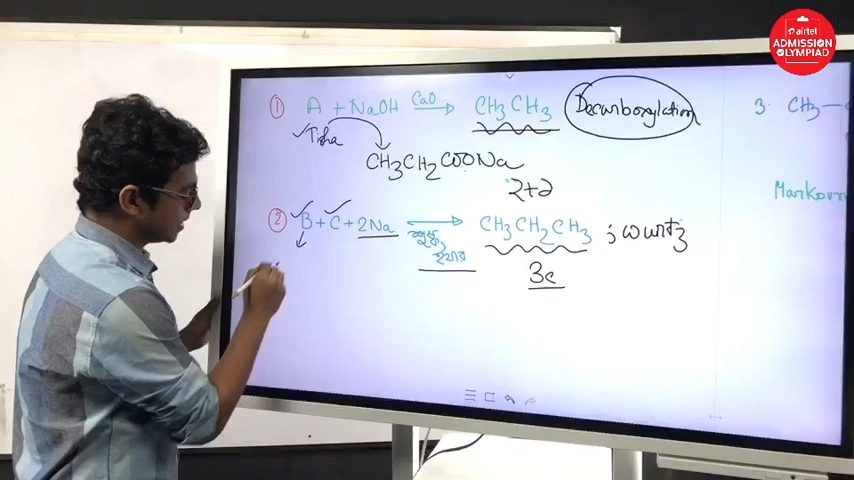 airtel
ADMISSION
OLYMPIAD
① A + NaOH CaO → CH3CH3 Decarboxylation
✓Tisha
CH3CH2COONa
2+2
② B + C + 2Na শুষ্ক ইথার → CH3CH2CH3 ; wurtz
3c
3. CH3—
Markovn